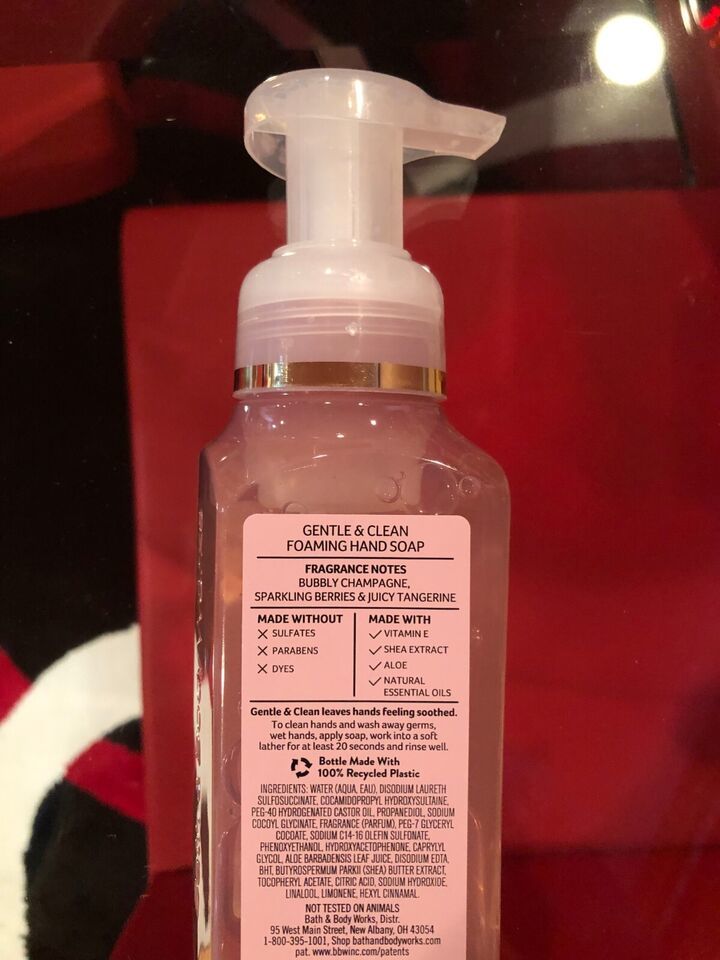 GENTLE & CLEAN
FOAMING HAND SOAP
FRAGRANCE NOTES
BUBBLY CHAMPAGNE,
SPARKLING BERRIES & JUICY TANGERINE
MADE WITHOUT
SULFATES
PARABENS
DYES
MADE WITH
VITAMIN E
SHEA EXTRACT
ALOE
NATURAL
ESSENTIAL OILS
Gentle & Clean leaves hands feeling soothed.
To clean hands and wash away germs,
wet hands, apply soap, work into a soft
lather for at least 20 seconds and rinse well.
Bottle Made With
100% Recycled Plastic
INGREDIENTS: WATER (AQUA, EAU), DISODIUM LAURETH
SULFOSUCCINATE, COCAMIDOPROPYL HYDROXYSULTAINE,
PEG-40 HYDROGENATED CASTOR OIL, PROPANEDIOL, SODIUM
COCOYL GLYCINATE, FRAGRANCE (PARFUM), PEG-7 GLYCERYL
COCOATE, SODIUM C14-16 OLEFIN SULFONATE,
PHENOXYETHANOL, HYDROXYACETOPHENONE, CAPRYLYL
GLYCOL, ALOE BARBADENSIS LEAF JUICE, DISODIUM EDTA,
BHT, BUTYROSPERMUM PARKII (SHEA) BUTTER EXTRACT,
TOCOPHERYL ACETATE, CITRIC ACID, SODIUM HYDROXIDE,
LINALOOL, LIMONENE, HEXYL CINNAMAL.
NOT TESTED ON ANIMALS
Bath & Body Works, Distr.
95 West Main Street, New Albany, OH 43054
1-800-395-1001, Shop bathandbodyworks.com
pat. www.bbwinc.com/patents